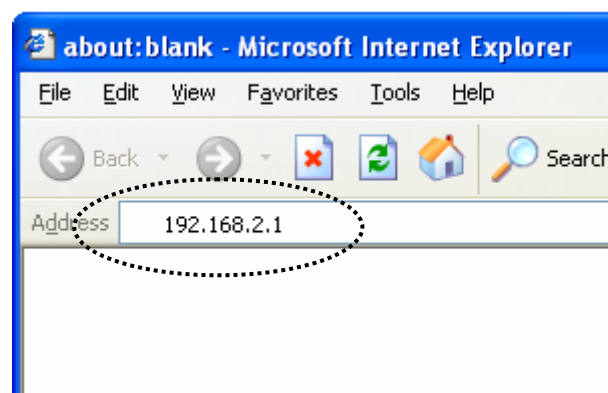 about:blank - Microsoft Internet Explorer
File Edit View Favorites Tools Help
Back Search
Address 192.168.2.1